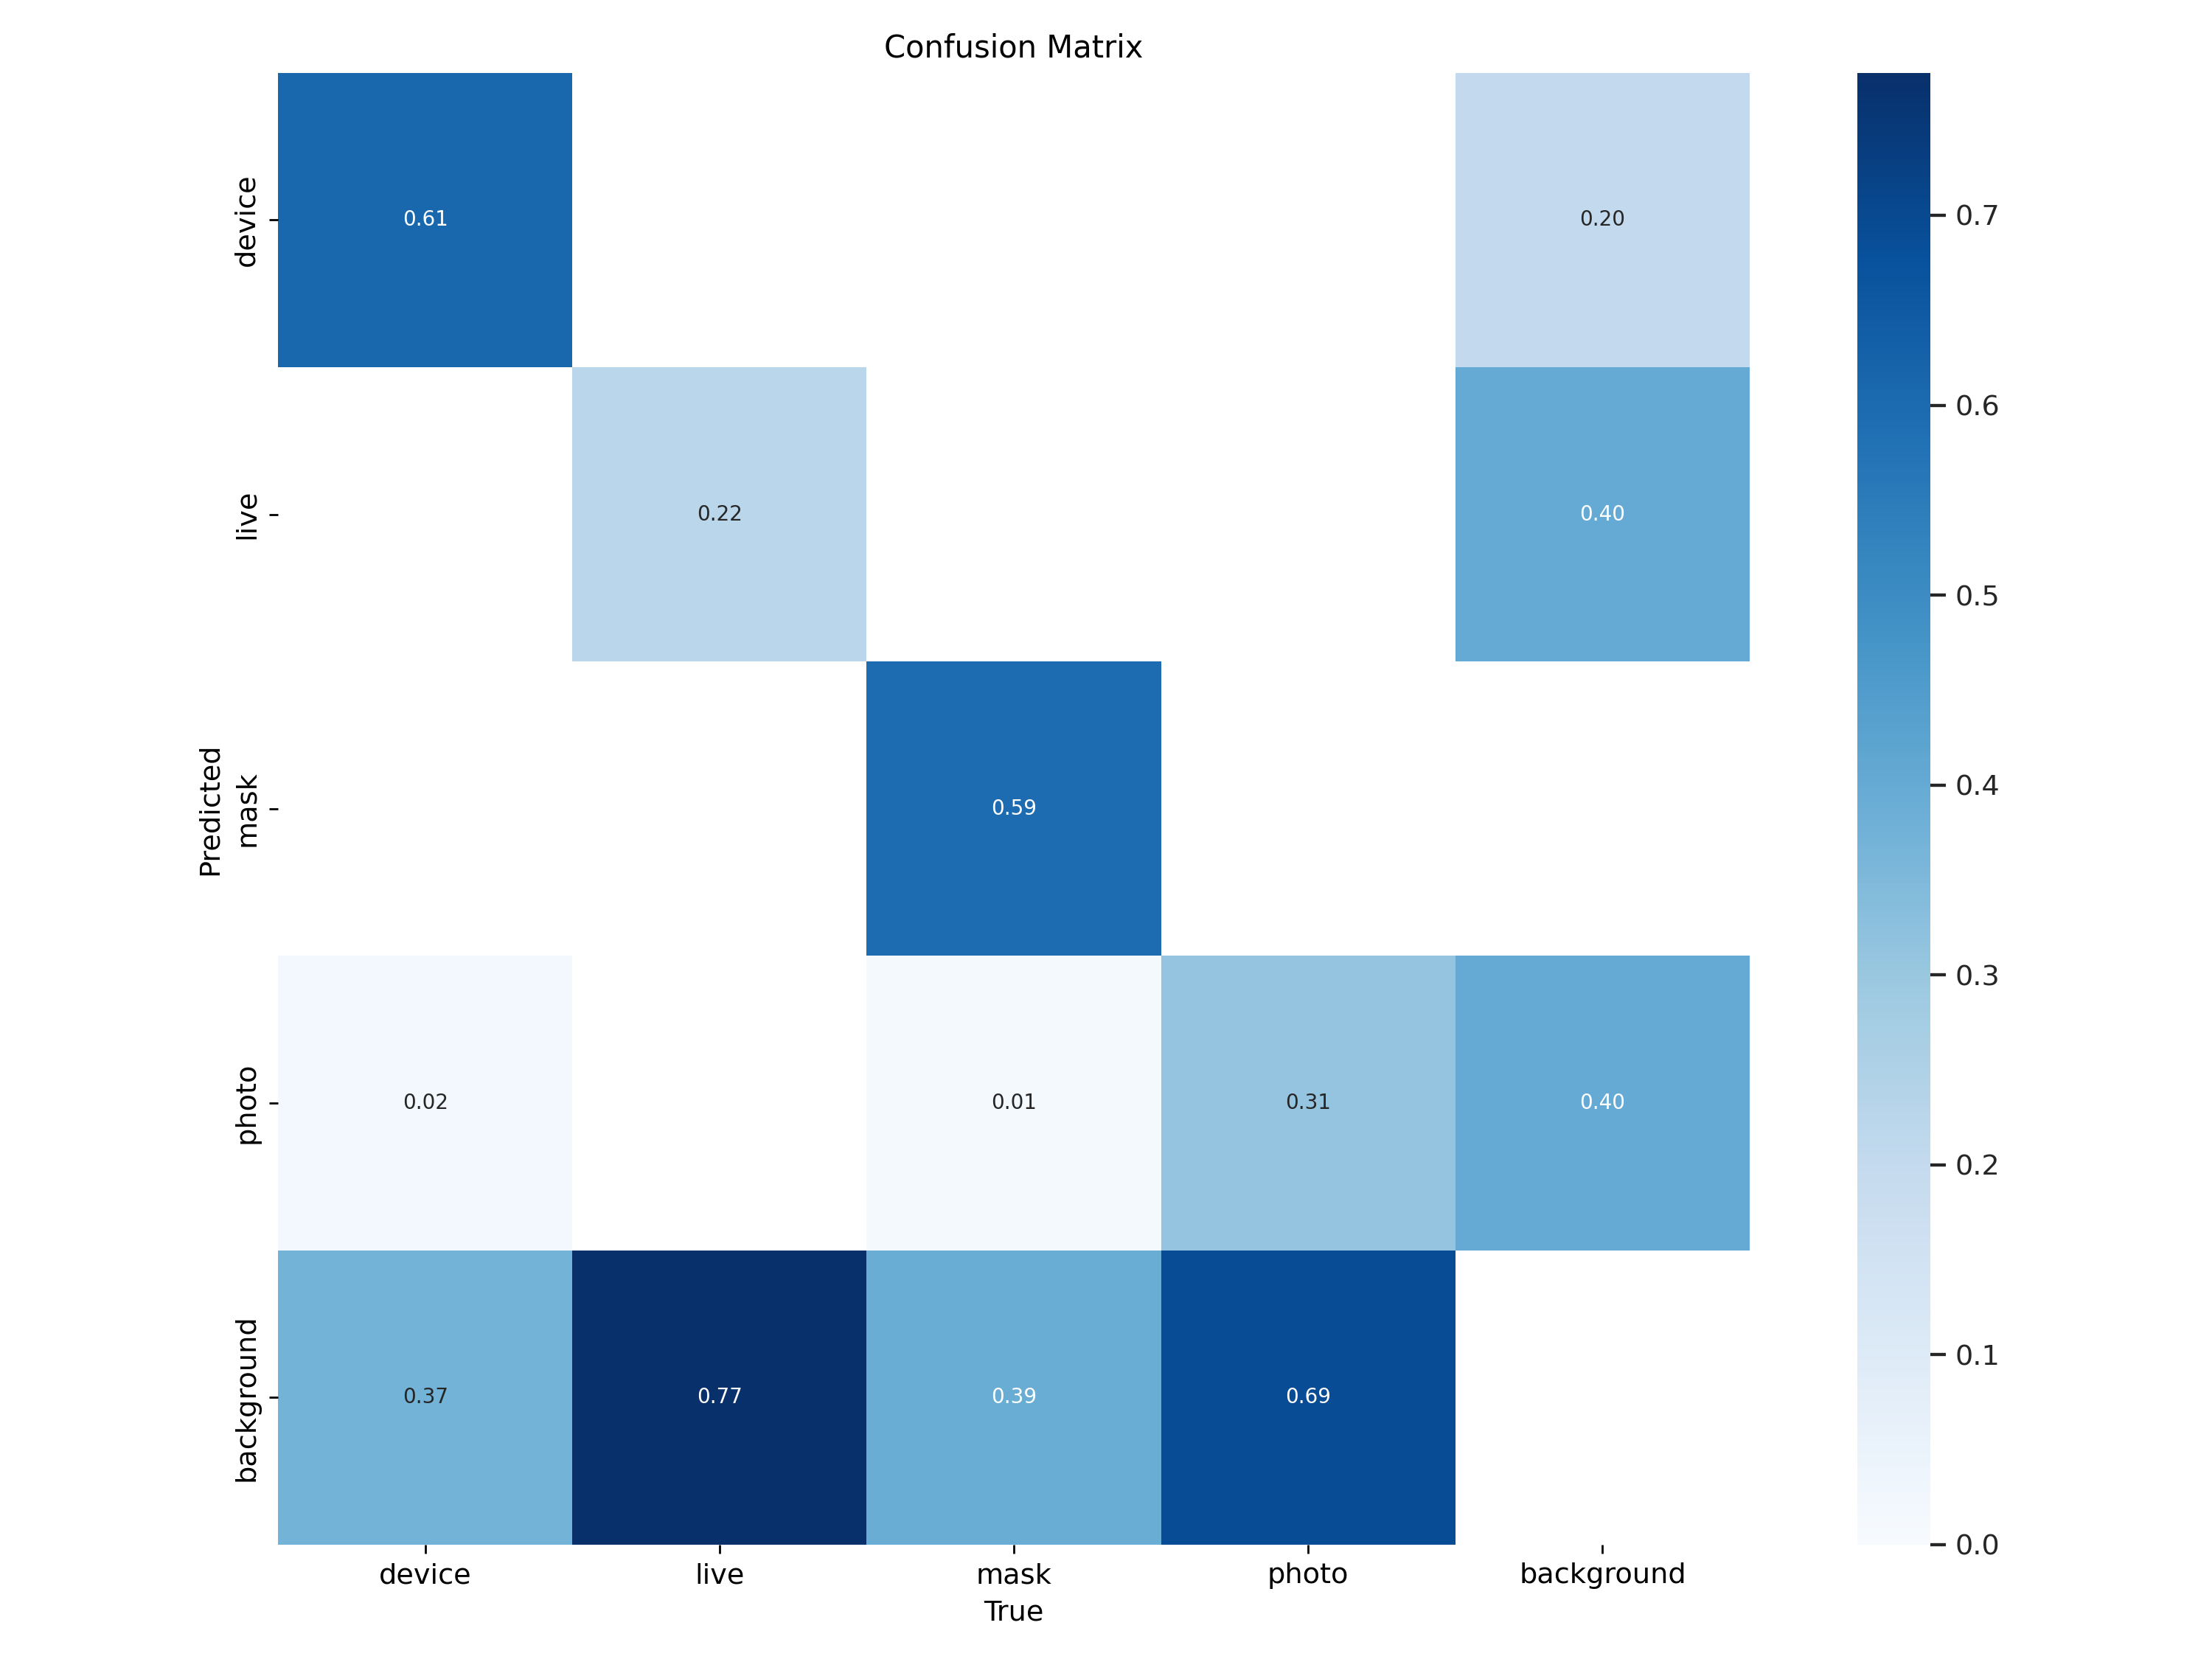 Confusion Matrix
device
0.61
0.20
0.7
0.6
live
0.22
0.40
0.5
Predicted
mask
0.59
0.4
photo
0.02
0.01
0.31
0.40
0.3
0.2
background
0.37
0.77
0.39
0.69
0.1
0.0
device live mask photo background
True